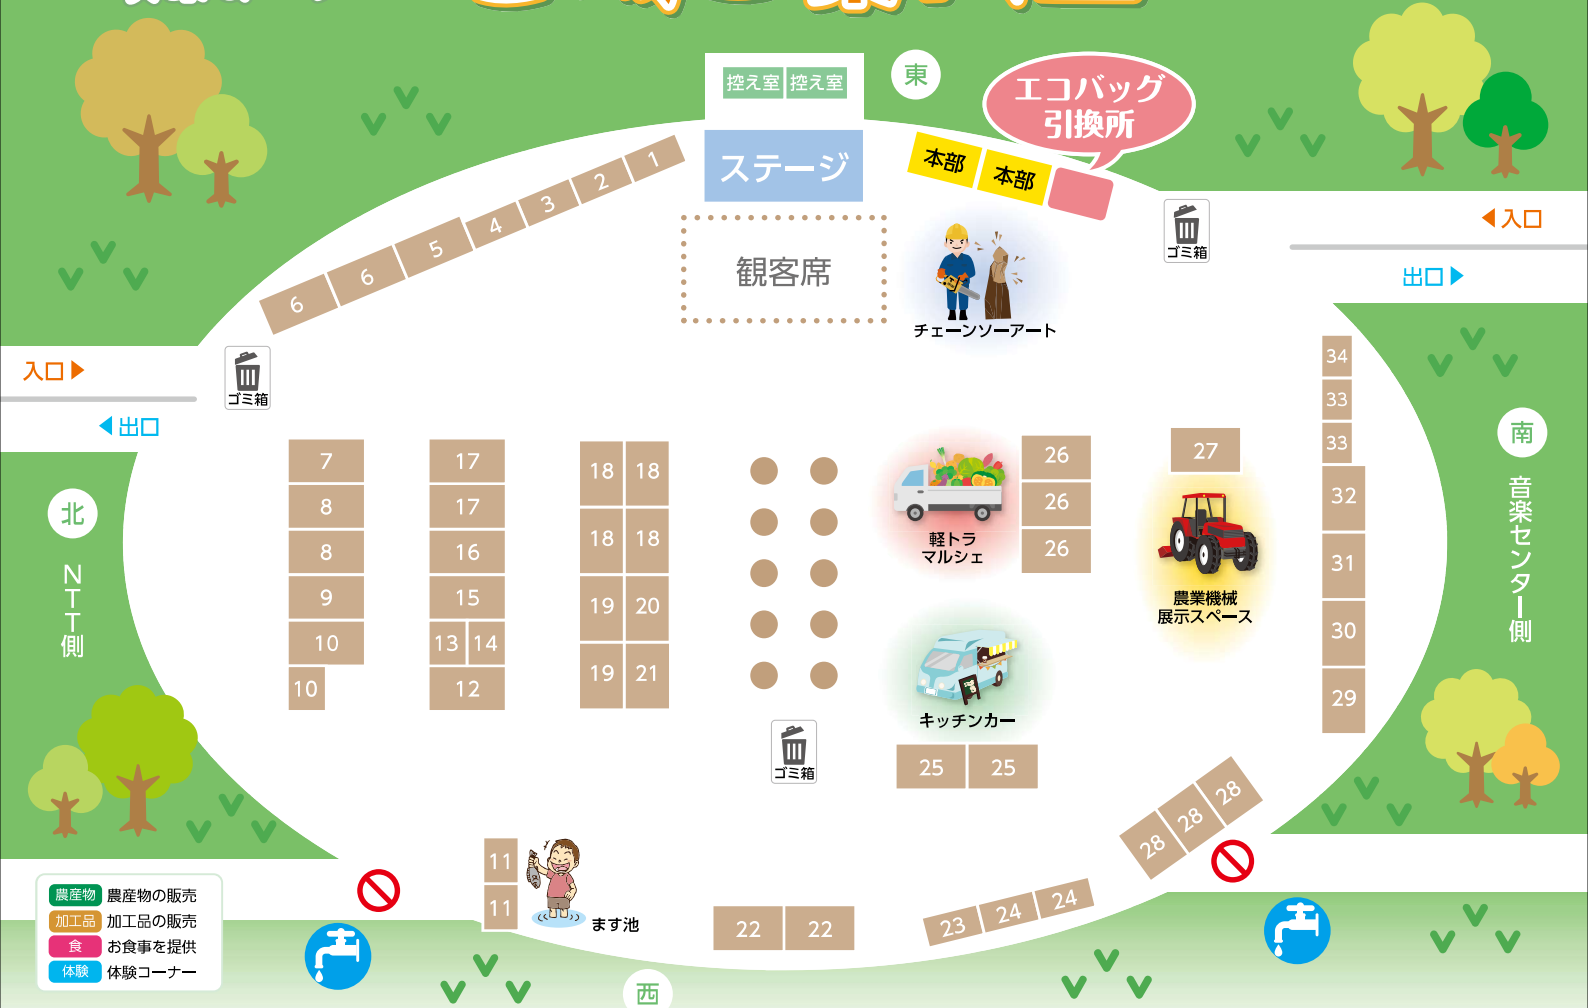 控え室 控え室
東
エコバッグ
引換所
ステージ
本部 本部
1
2
3
4
5
6
6
観客席
チェーンソーアート
ゴミ箱
入口
出口
入口
出口
ゴミ箱
北
NTT側
南
音楽センター側
7
8
8
9
10
10
17
17
16
15
13 14
12
18 18
18 18
19 20
19 21
軽トラ
マルシェ
26
26
26
27
農業機械
展示スペース
34
33
33
32
31
30
29
キッチンカー
25 25
ゴミ箱
28
28
28
11
11
ます池
22 22
23 24 24
農産物 農産物の販売
加工品 加工品の販売
食 お食事を提供
体験 体験コーナー
西